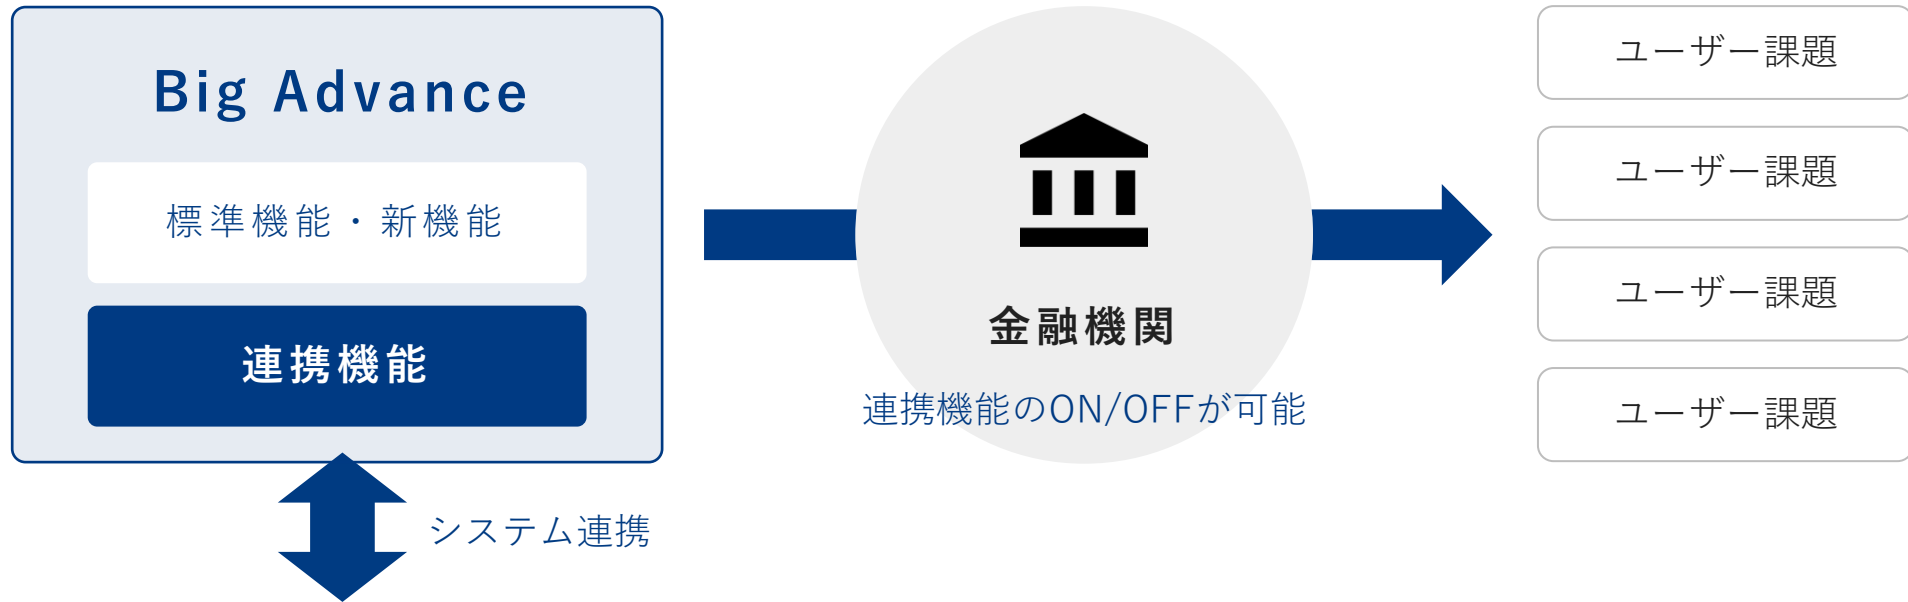 Big Advance
標準機能・新機能
連携機能
システム連携
金融機関
連携機能のON/OFFが可能
ユーザー課題
ユーザー課題
ユーザー課題
ユーザー課題